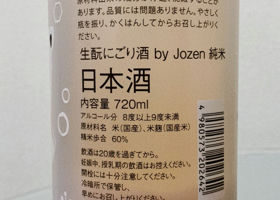 があります。品質には問題ありません。やさしく
瓶を振り、かくはんしてからお召し上がり
ください。
生酛にごり酒 by Jozen 純米
日本酒
内容量 720ml
アルコール分 8度以上9度未満
原材料名 米(国産)、米麹(国産米)
精米歩合 60%
飲酒は20歳を過ぎてから。
妊娠中、授乳期の飲酒はお控えください。
開栓には十分注意してください。
冷暗所で保管し、
早めにお召し上がりください。
4 980573 202642